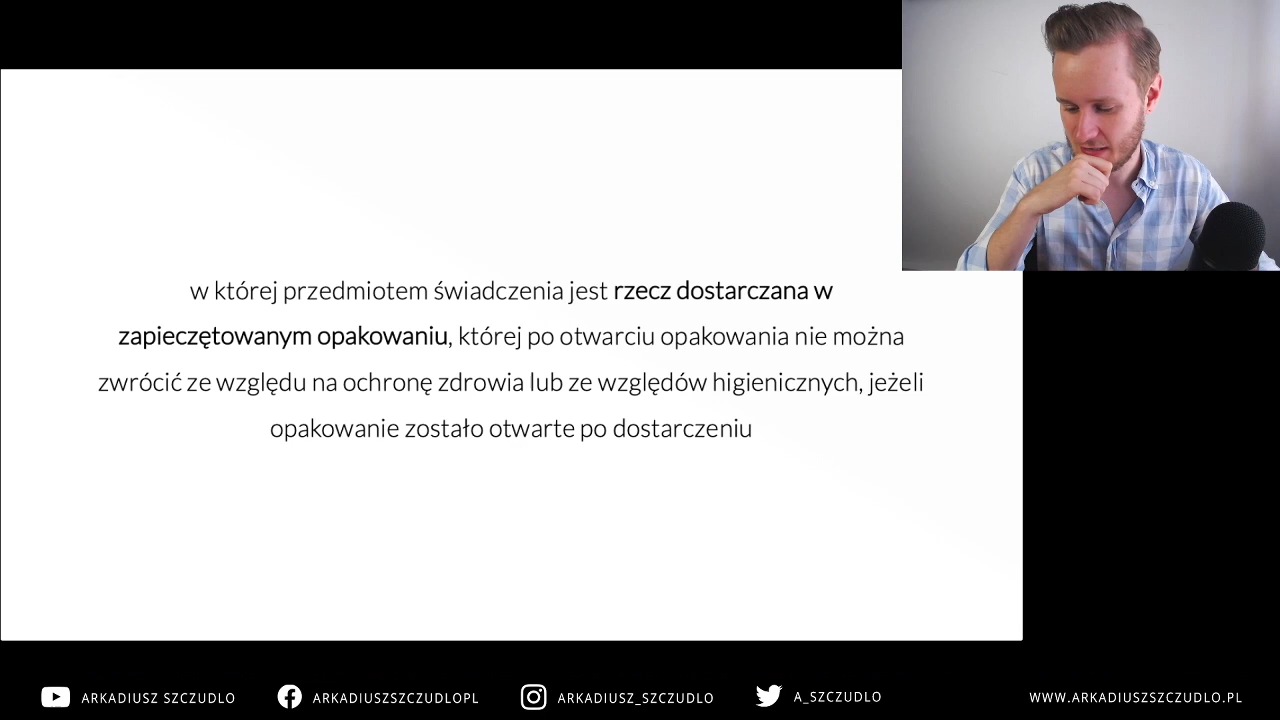 w której przedmiotem świadczenia jest rzecz dostarczana w
zapieczętowanym opakowaniu, której po otwarciu opakowania nie można
zwrócić ze względu na ochronę zdrowia lub ze względów higienicznych, jeżeli
opakowanie zostało otwarte po dostarczeniu
ARKADIUSZ SZCZUDLO
ARKADIUSZSZCZUDLOPL
ARKADIUSZ_SZCZUDLO
A_SZCZUDLO
WWW.ARKADIUSZSZCZUDLO.PL